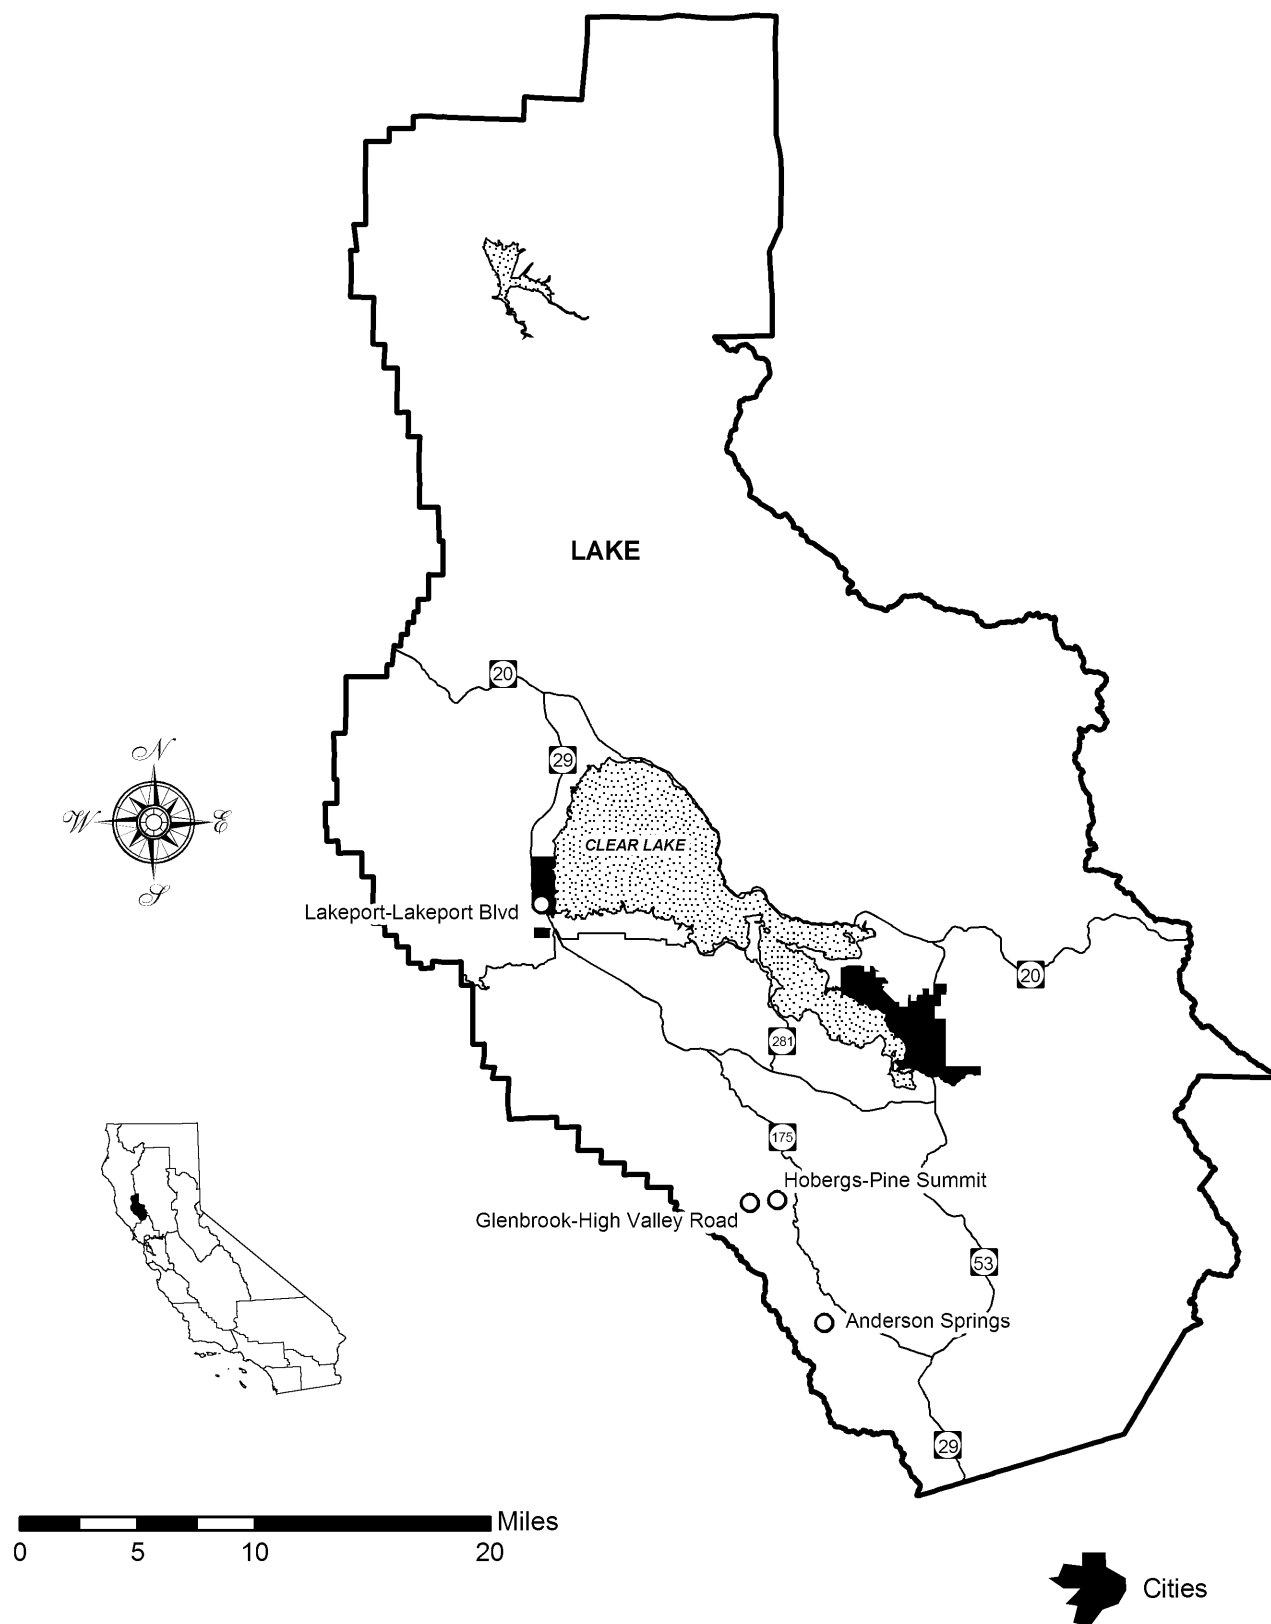 LAKE
20
29
N
W E
S
CLEAR LAKE
Lakeport-Lakeport Blvd
20
281
175
Hobergs-Pine Summit
Glenbrook-High Valley Road
53
Anderson Springs
29
Miles
0 5 10 20
Cities